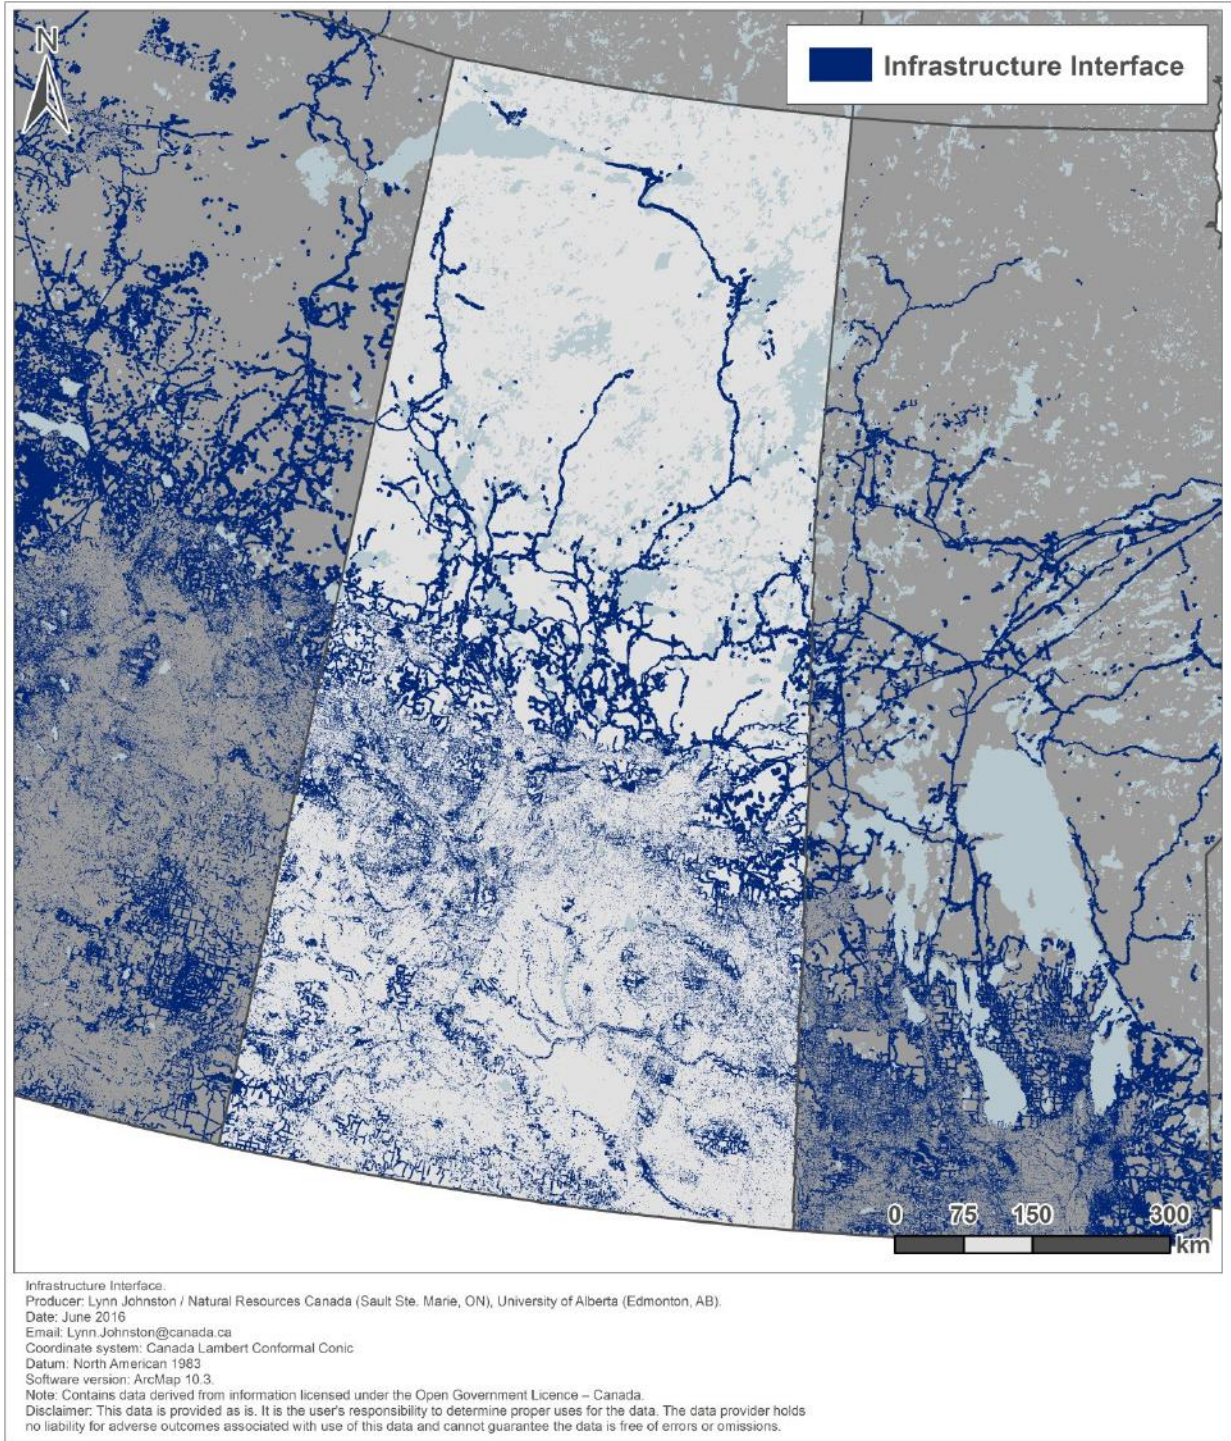 N
Infrastructure Interface
0 75 150 300
km
Infrastructure Interface.
Producer: Lynn Johnston / Natural Resources Canada (Sault Ste. Marie, ON), University of Alberta (Edmonton, AB).
Date: June 2016
Email: Lynn.Johnston@canada.ca
Coordinate system: Canada Lambert Conformal Conic
Datum: North American 1983
Software version: ArcMap 10.3.
Note: Contains data derived from information licensed under the Open Government Licence – Canada.
Disclaimer: This data is provided as is. It is the user's responsibility to determine proper uses for the data. The data provider holds
no liability for adverse outcomes associated with use of this data and cannot guarantee the data is free of errors or omissions.